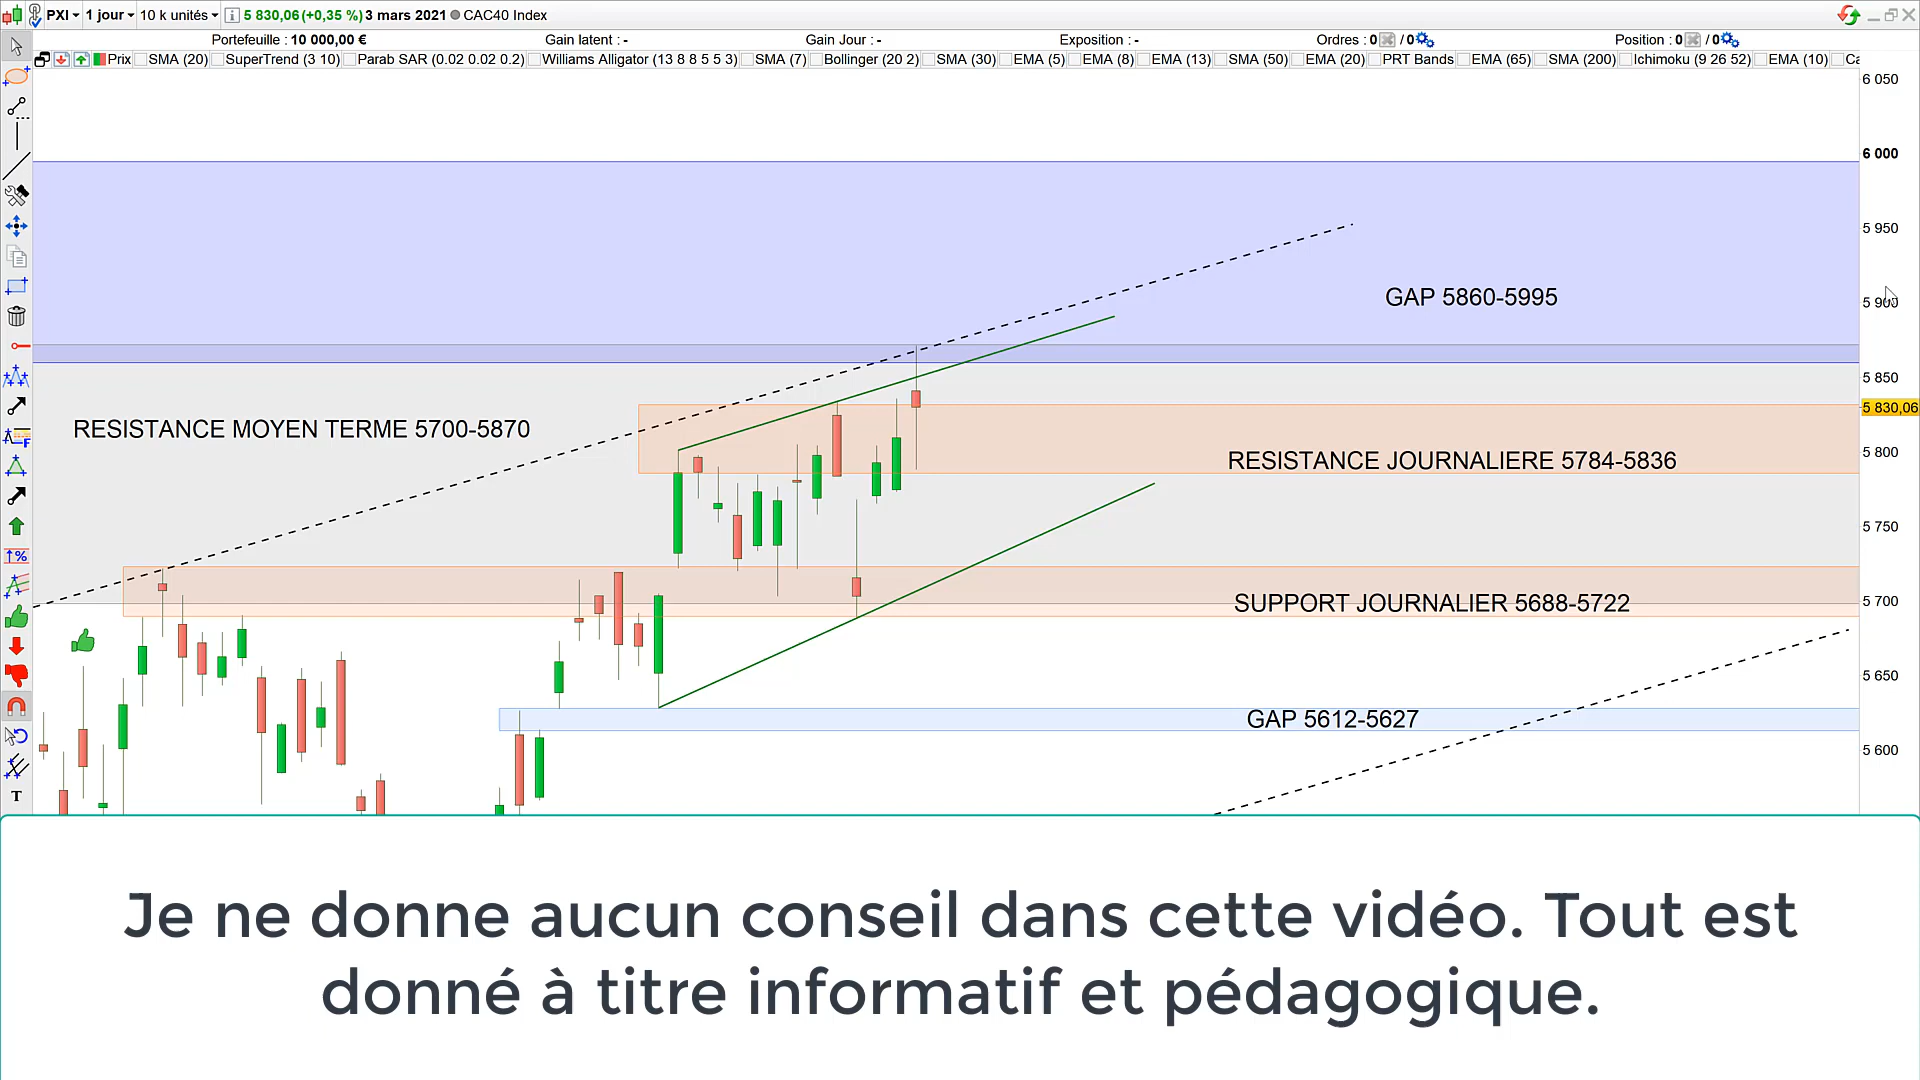 PXI 1 jour 10 k unités 5 830,06 (+0,35 %) 3 mars 2021 CAC40 Index
Portefeuille : 10 000,00 € Gain latent : - Gain Jour : - Exposition : - Ordres : 0 / 0 Position : 0 / 0
Prix SMA (20) SuperTrend (3 10) Parab SAR (0.02 0.02 0.2) Williams Alligator (13 8 8 5 5 3) SMA (7) Bollinger (20 2) SMA (30) EMA (5) EMA (8) EMA (13) SMA (50) EMA (20) PRT Bands EMA (65) SMA (200) Ichimoku (9 26 52) EMA (10) Ca
6 050
6 000
5 950
GAP 5860-5995
5 900
5 850
5 830,06
RESISTANCE MOYEN TERME 5700-5870
5 800
RESISTANCE JOURNALIERE 5784-5836
5 750
SUPPORT JOURNALIER 5688-5722
5 700
5 650
GAP 5612-5627
5 600
T
Je ne donne aucun conseil dans cette vidéo. Tout est
donné à titre informatif et pédagogique.